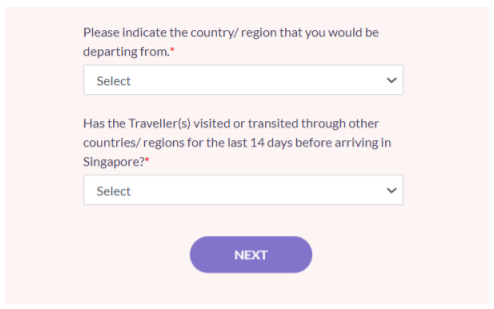 Please indicate the country/ region that you would be
departing from.*
Select
Has the Traveller(s) visited or transited through other
countries/ regions for the last 14 days before arriving in
Singapore?*
Select
NEXT